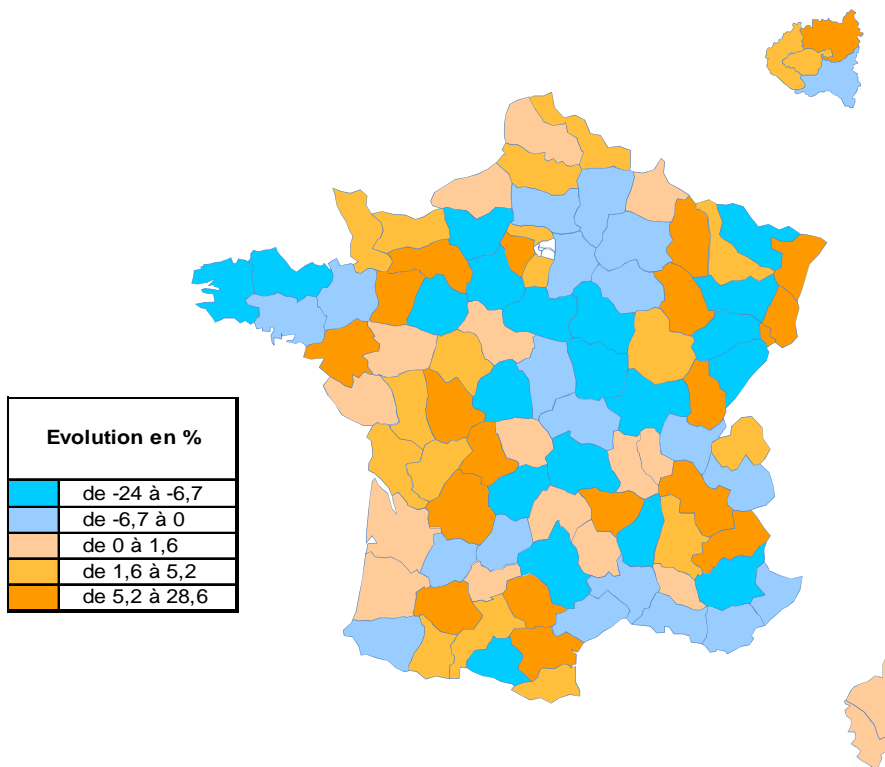 Evolution en %
de -24 à -6,7
de -6,7 à 0
de 0 à 1,6
de 1,6 à 5,2
de 5,2 à 28,6